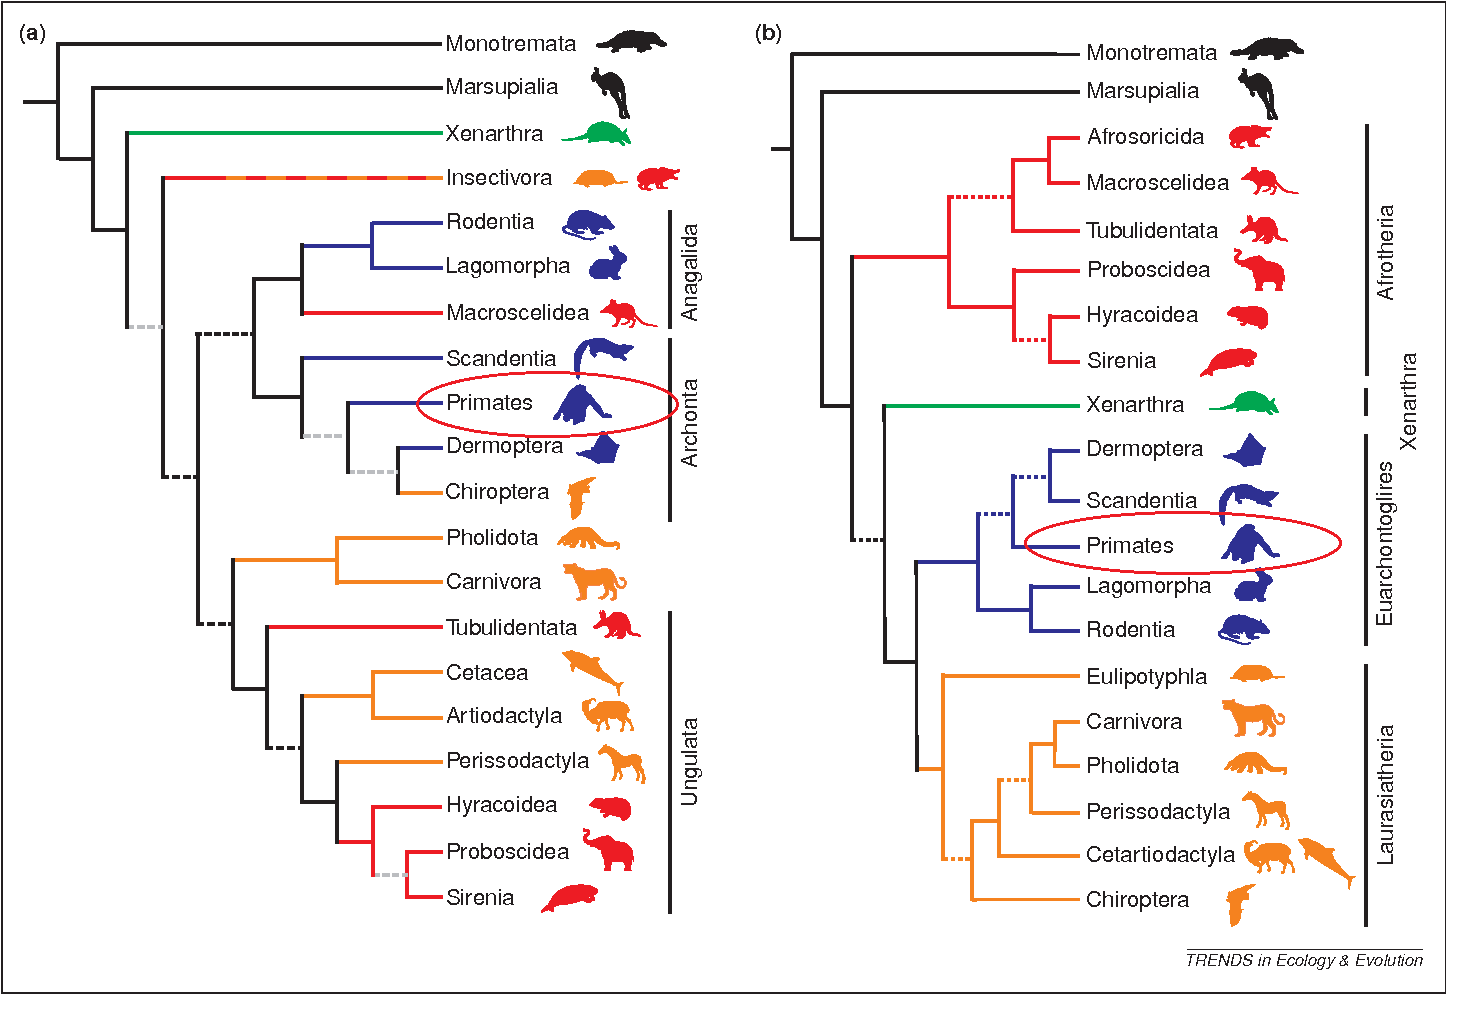 (a)
Monotremata
Marsupialia
Xenarthra
Insectivora
Rodentia
Lagomorpha
Macroscelidea
Anagalida
Scandentia
Primates
Dermoptera
Chiroptera
Archonta
Pholidota
Carnivora
Tubulidentata
Cetacea
Artiodactyla
Perissodactyla
Hyracoidea
Proboscidea
Sirenia
Ungulata
(b)
Monotremata
Marsupialia
Afrosoricida
Macroscelidea
Tubulidentata
Proboscidea
Hyracoidea
Sirenia
Afrotheria
Xenarthra
Xenarthra
Dermoptera
Scandentia
Primates
Lagomorpha
Rodentia
Euarchontoglires
Eulipotyphla
Carnivora
Pholidota
Perissodactyla
Cetartiodactyla
Chiroptera
Laurasiatheria
TRENDS in Ecology & Evolution